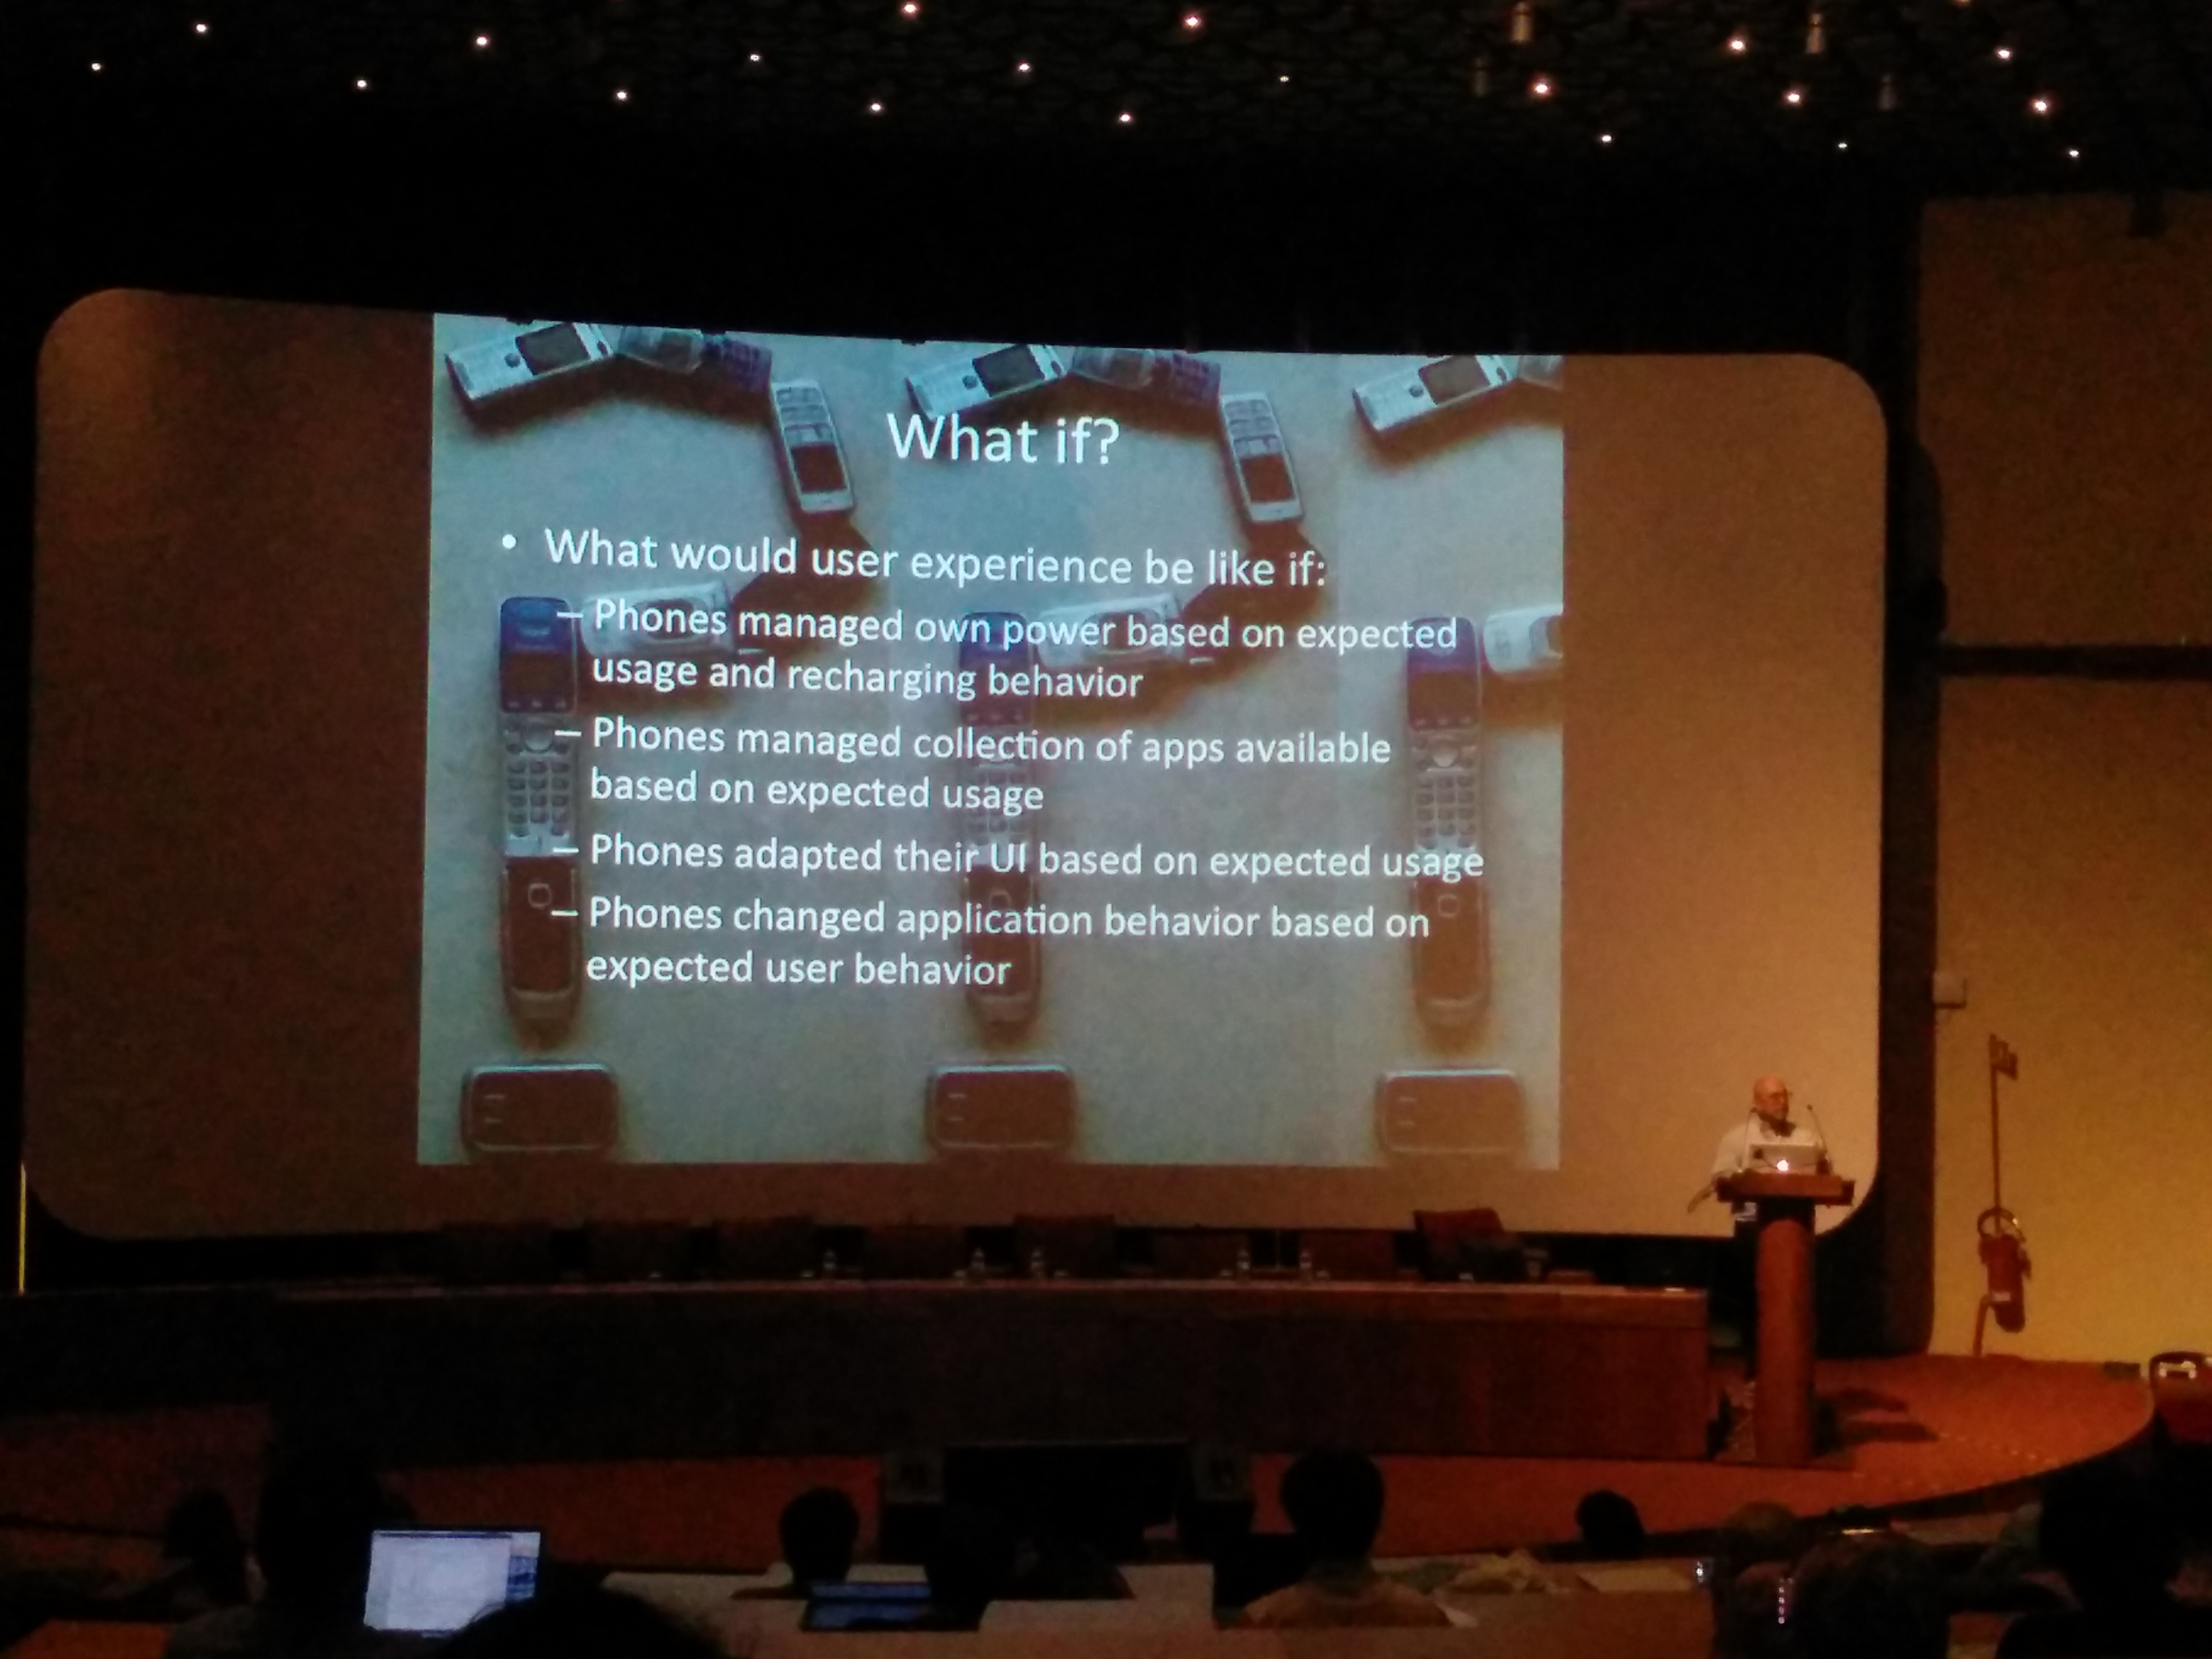 What if?
• What would user experience be like if:
– Phones managed own power based on expected
usage and recharging behavior
– Phones managed collection of apps available
based on expected usage
– Phones adapted their UI based on expected usage
– Phones changed application behavior based on
expected user behavior